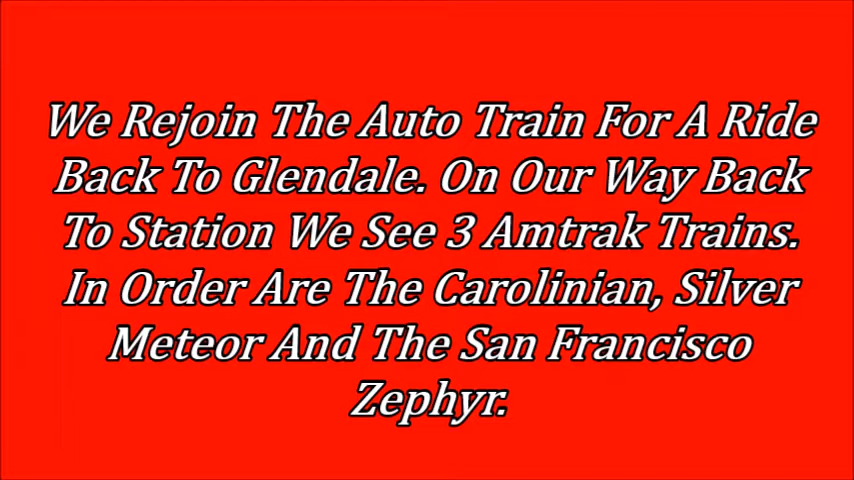 We Rejoin The Auto Train For A Ride
Back To Glendale. On Our Way Back
To Station We See 3 Amtrak Trains.
In Order Are The Carolinian, Silver
Meteor And The San Francisco
Zephyr.